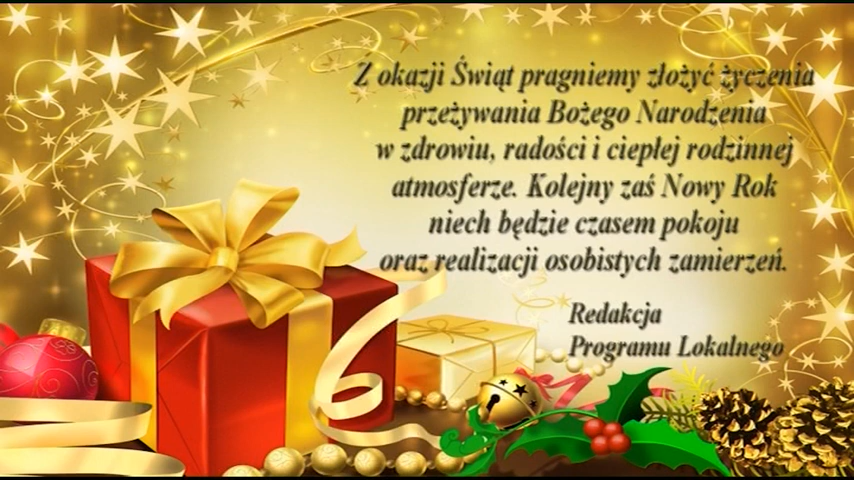 Z okazji Świąt pragniemy złożyć życzenia
przeżywania Bożego Narodzenia
w zdrowiu, radości i ciepłej rodzinnej
atmosferze. Kolejny zaś Nowy Rok
niech będzie czasem pokoju
oraz realizacji osobistych zamierzeń.
Redakcja
Programu Lokalnego